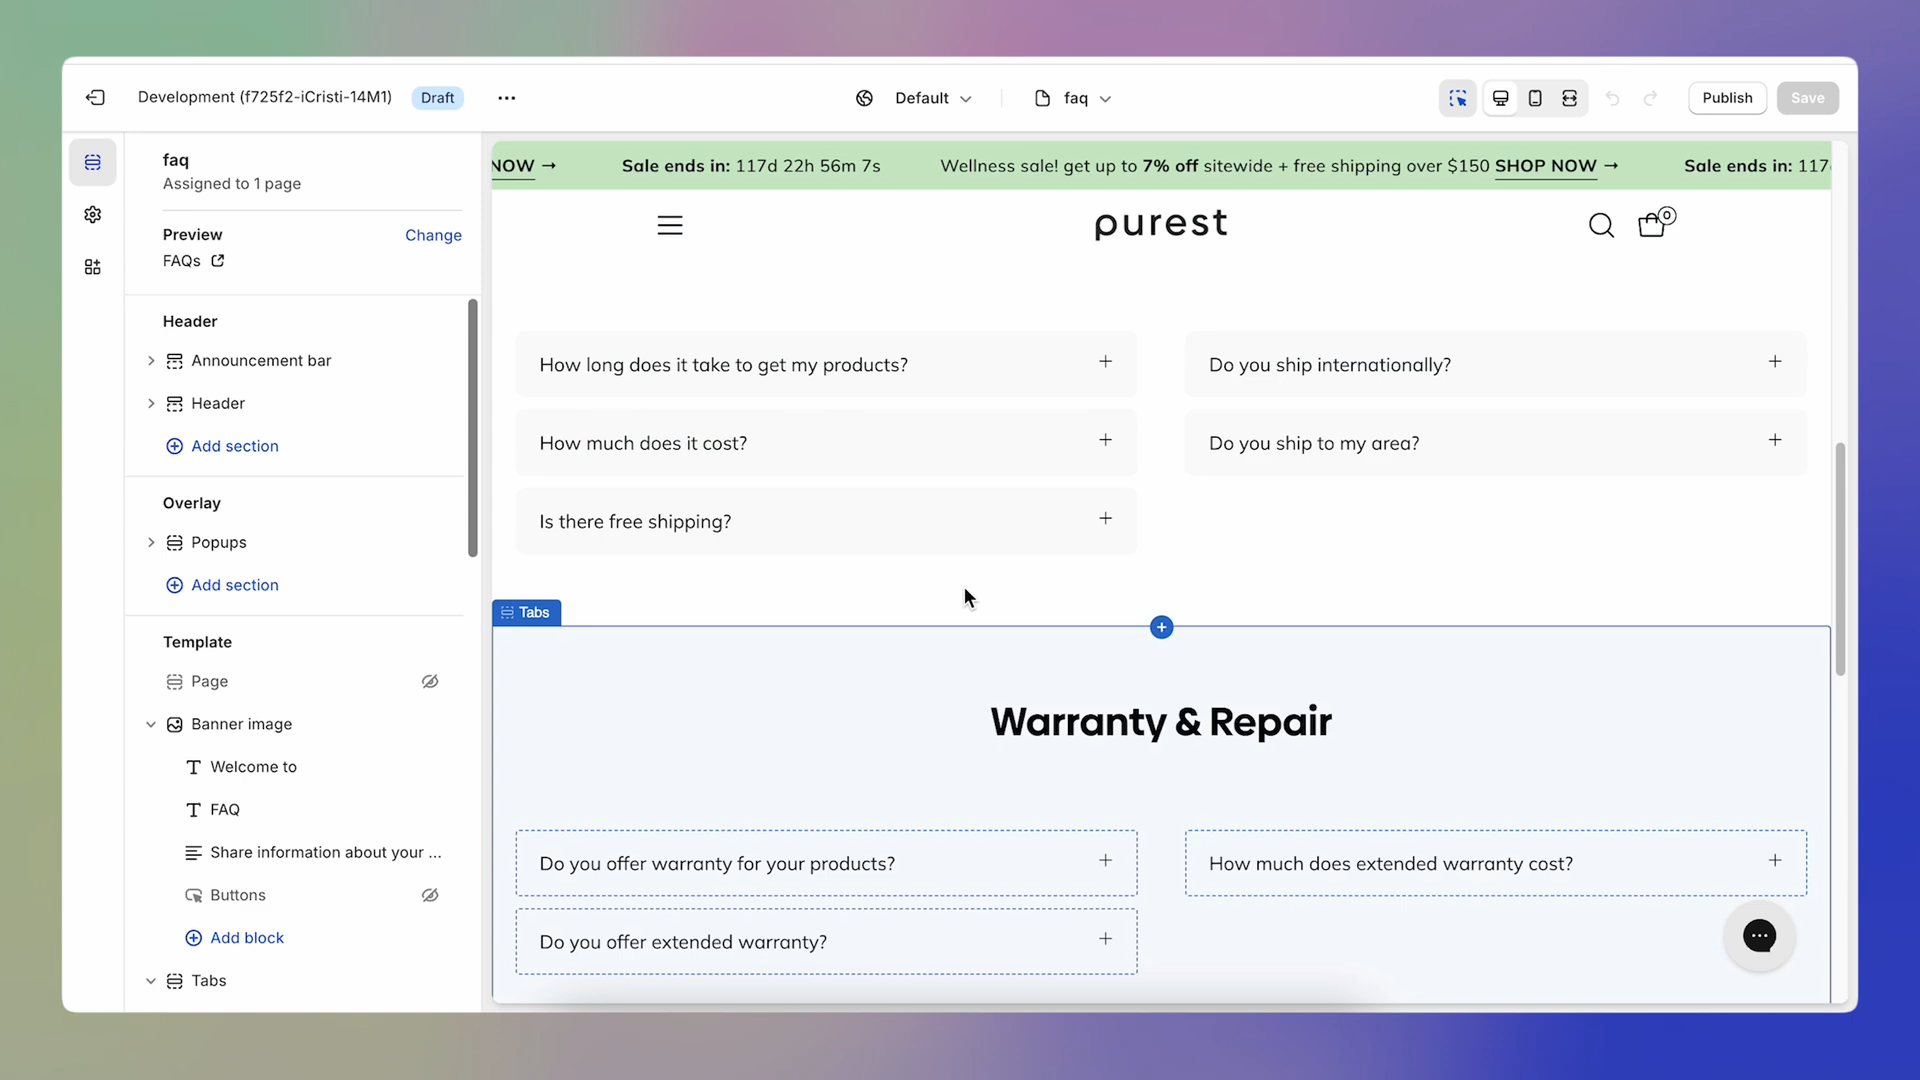 Development (f725f2-iCristi-14M1) Draft ... Default faq Publish Save
faq
Assigned to 1 page
Preview Change
FAQs
Header
Announcement bar
Header
Add section
Overlay
Popups
Add section
Template
Page
Banner image
Welcome to
FAQ
Share information about your ...
Buttons
Add block
Tabs
NOW → Sale ends in: 117d 22h 56m 7s Wellness sale! get up to 7% off sitewide + free shipping over $150 SHOP NOW → Sale ends in: 117
purest 0
How long does it take to get my products? + Do you ship internationally? +
How much does it cost? + Do you ship to my area? +
Is there free shipping? +
Tabs
Warranty & Repair
Do you offer warranty for your products? + How much does extended warranty cost? +
Do you offer extended warranty? +